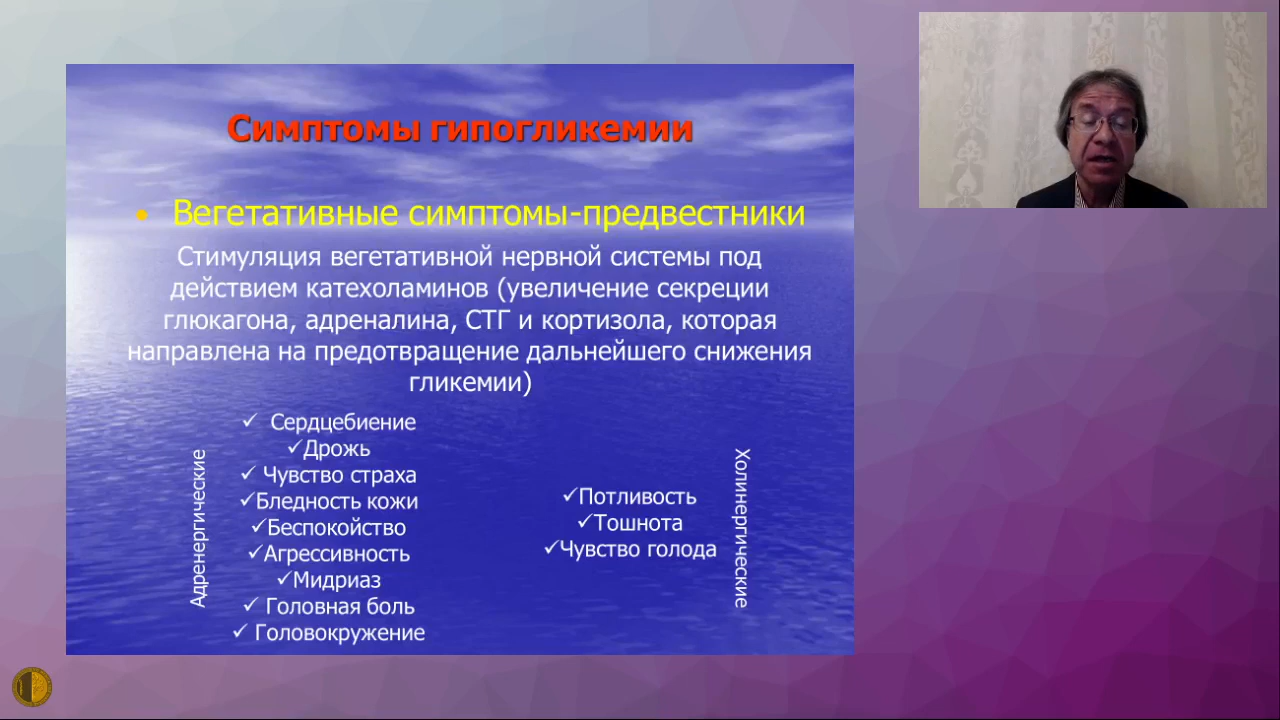 Симптомы гипогликемии
• Вегетативные симптомы-предвестники
Стимуляция вегетативной нервной системы под
действием катехоламинов (увеличение секреции
глюкагона, адреналина, СТГ и кортизола, которая
направлена на предотвращение дальнейшего снижения
гликемии)
Адренергические
✓ Сердцебиение
✓Дрожь
✓ Чувство страха
✓Бледность кожи
✓Беспокойство
✓Агрессивность
✓Мидриаз
✓ Головная боль
✓ Головокружение
✓Потливость
✓Тошнота
✓Чувство голода
Холинергические